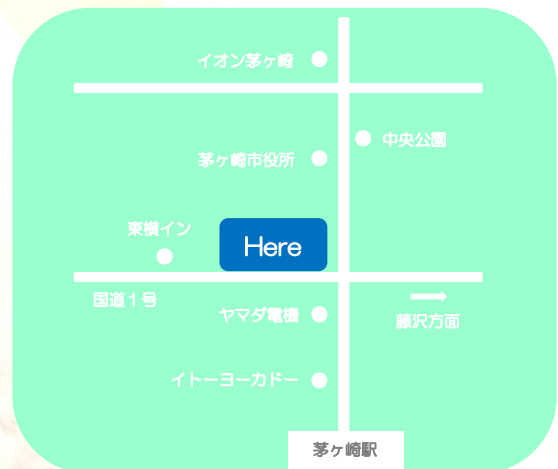 イオン茅ヶ崎
中央公園
茅ヶ崎市役所
東横イン
Here
国道１号
ヤマダ電機
藤沢方面
イトーヨーカドー
茅ヶ崎駅